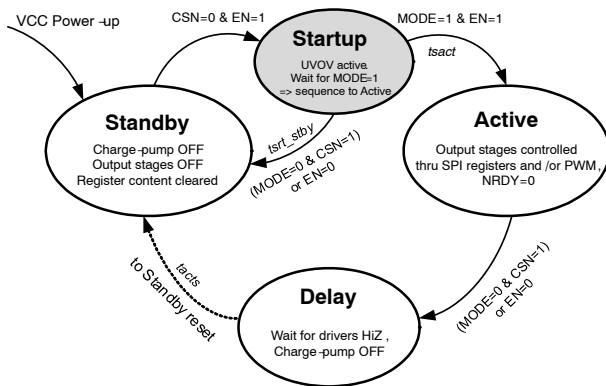 VCC Power-up
CSN=0 & EN=1
MODE=1 & EN=1
Startup
UVOV active.
Wait for MODE=1
=> sequence to Active
tsact
tsrt_stby
(MODE=0 & CSN=1)
or EN=0
Standby
Charge-pump OFF
Output stages OFF
Register content cleared
Active
Output stages controlled
thru SPI registers and /or PWM,
NRDY=0
(MODE=0 & CSN=1)
or EN=0
tacts
to Standby reset
Delay
Wait for drivers HiZ ,
Charge-pump OFF